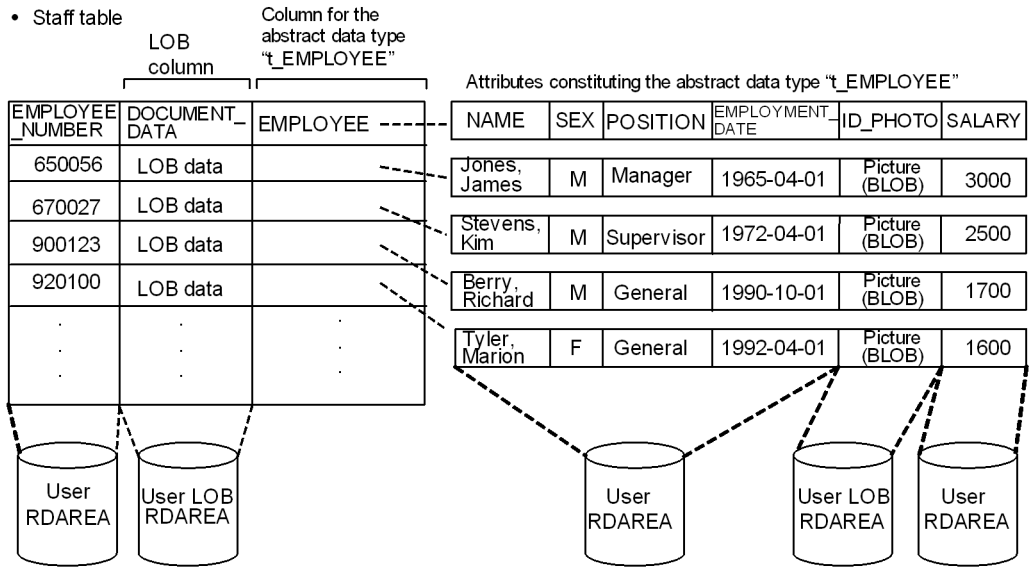 • Staff table
LOB
column
Column for the
abstract data type
“t_EMPLOYEE”
Attributes constituting the abstract data type “t_EMPLOYEE”
EMPLOYEE
_NUMBER
DOCUMENT_
DATA
EMPLOYEE
NAME
SEX
POSITION
EMPLOYMENT_
DATE
ID_PHOTO
SALARY
650056
LOB data
Jones,
James
M
Manager
1965-04-01
Picture
(BLOB)
3000
670027
LOB data
Stevens,
Kim
M
Supervisor
1972-04-01
Picture
(BLOB)
2500
900123
LOB data
Berry,
Richard
M
General
1990-10-01
Picture
(BLOB)
1700
920100
LOB data
Tyler,
Marion
F
General
1992-04-01
Picture
(BLOB)
1600
. . .
. . .
. . .
User
RDAREA
User LOB
RDAREA
User
RDAREA
User LOB
RDAREA
User
RDAREA